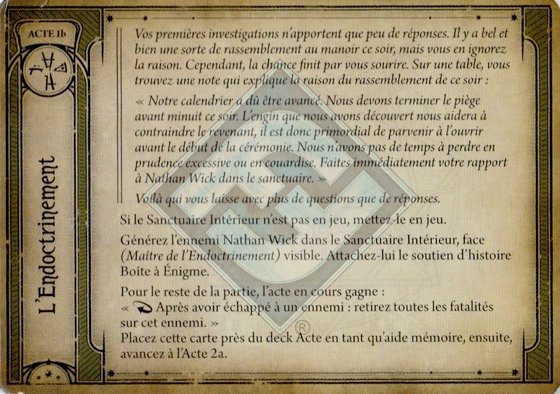 ACTE 1b
L'Endoctrinement
Vos premières investigations n'apportent que peu de réponses. Il y a bel et
bien une sorte de rassemblement au manoir ce soir, mais vous en ignorez
la raison. Cependant, la chance finit par vous sourire. Sur une table, vous
trouvez une note qui explique la raison du rassemblement de ce soir :
« Notre calendrier a dû être avancé. Nous devons terminer le piège
avant minuit ce soir. L'engin que nous avons découvert nous aidera à
contraindre le revenant, il est donc primordial de parvenir à l'ouvrir
avant le début de la cérémonie. Nous n'avons pas de temps à perdre en
prudence excessive ou en couardise. Faites immédiatement votre rapport
à Nathan Wick dans le sanctuaire. »
Voilà qui vous laisse avec plus de questions que de réponses.
Si le Sanctuaire Intérieur n'est pas en jeu, mettez-le en jeu.
Générez l'ennemi Nathan Wick dans le Sanctuaire Intérieur, face
(Maître de l'Endoctrinement) visible. Attachez-lui le soutien d'histoire
Boîte à Énigme.
Pour le reste de la partie, l'acte en cours gagne :
« Après avoir échappé à un ennemi : retirez toutes les fatalités
sur cet ennemi. »
Placez cette carte près du deck Acte en tant qu'aide mémoire, ensuite,
avancez à l'Acte 2a.
®